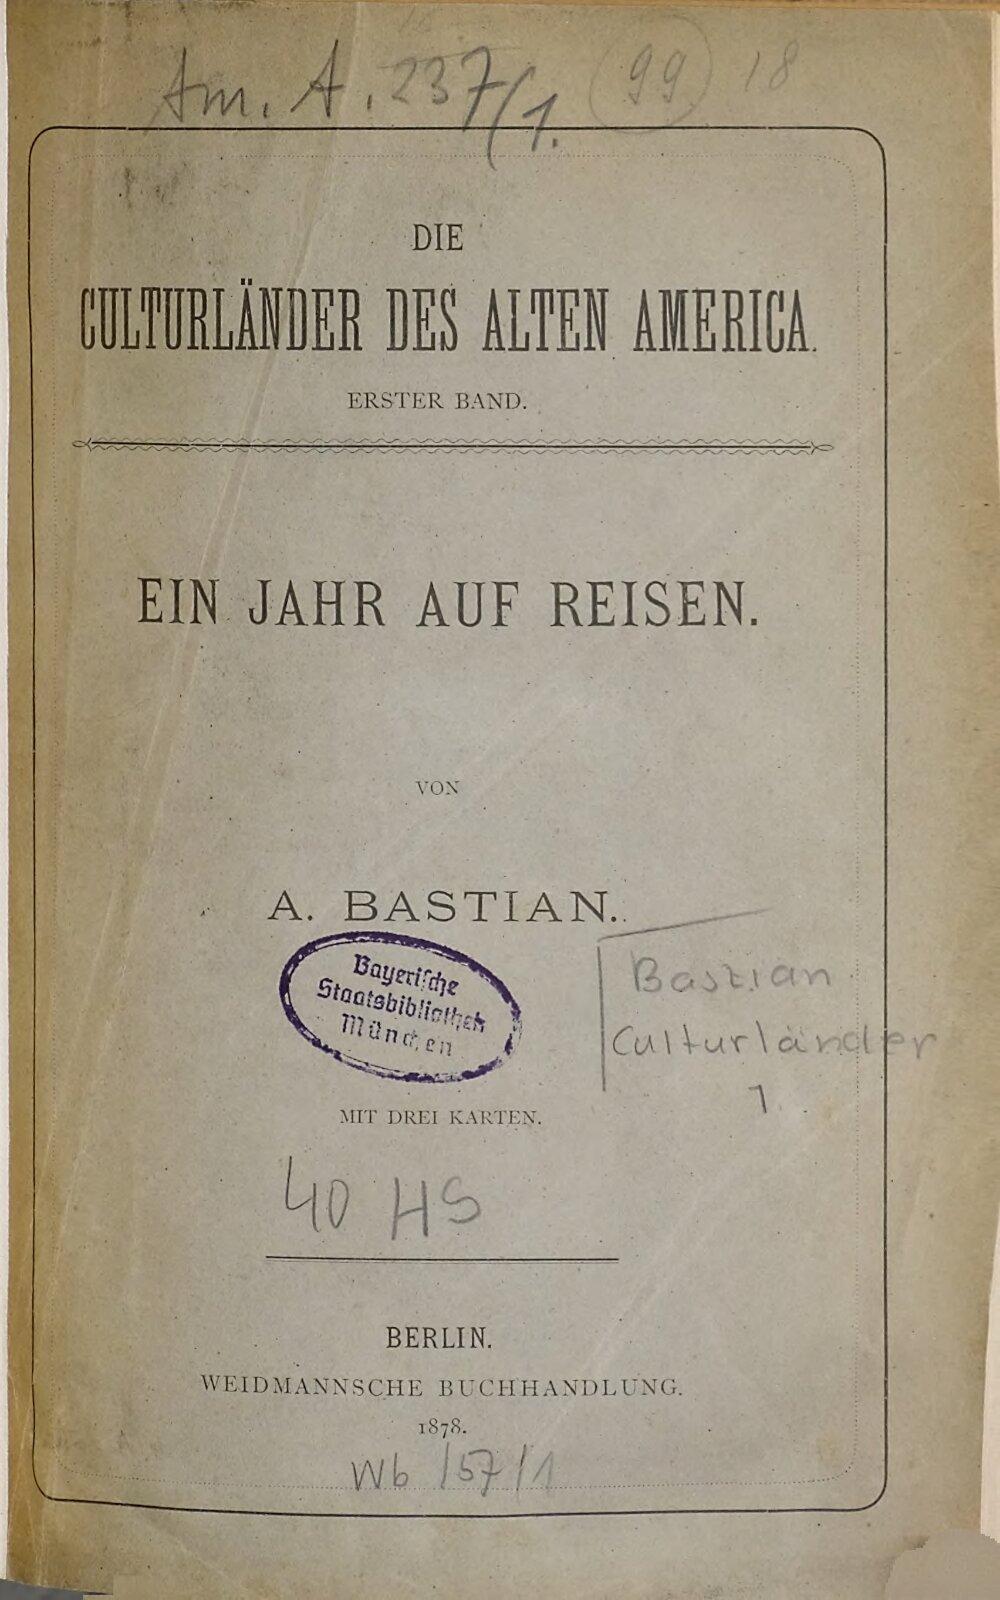 Am. A. 237/1. 99 18
DIE
CULTURLÄNDER DES ALTEN AMERICA.
ERSTER BAND.
EIN JAHR AUF REISEN.
VON
A. BASTIAN.
Bayerische
Staatsbibliothek
München
Bastian
Culturländer
1.
MIT DREI KARTEN.
40 HS
BERLIN.
WEIDMANNSCHE BUCHHANDLUNG.
1878.
Wb /57/1